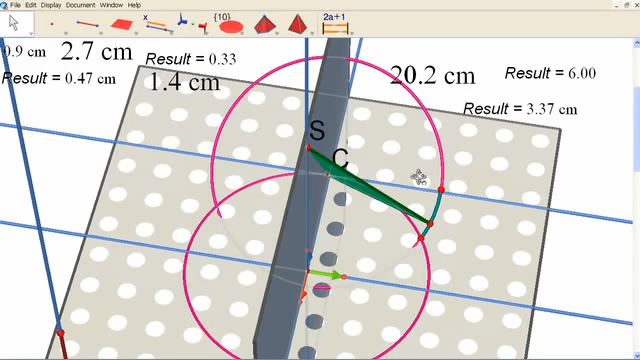 File Edit Display Document Window Help
x
{10}
2a+1
0.9 cm 2.7 cm Result = 0.33
20.2 cm Result = 6.00
Result = 0.47 cm 1.4 cm
Result = 3.37 cm
S
C